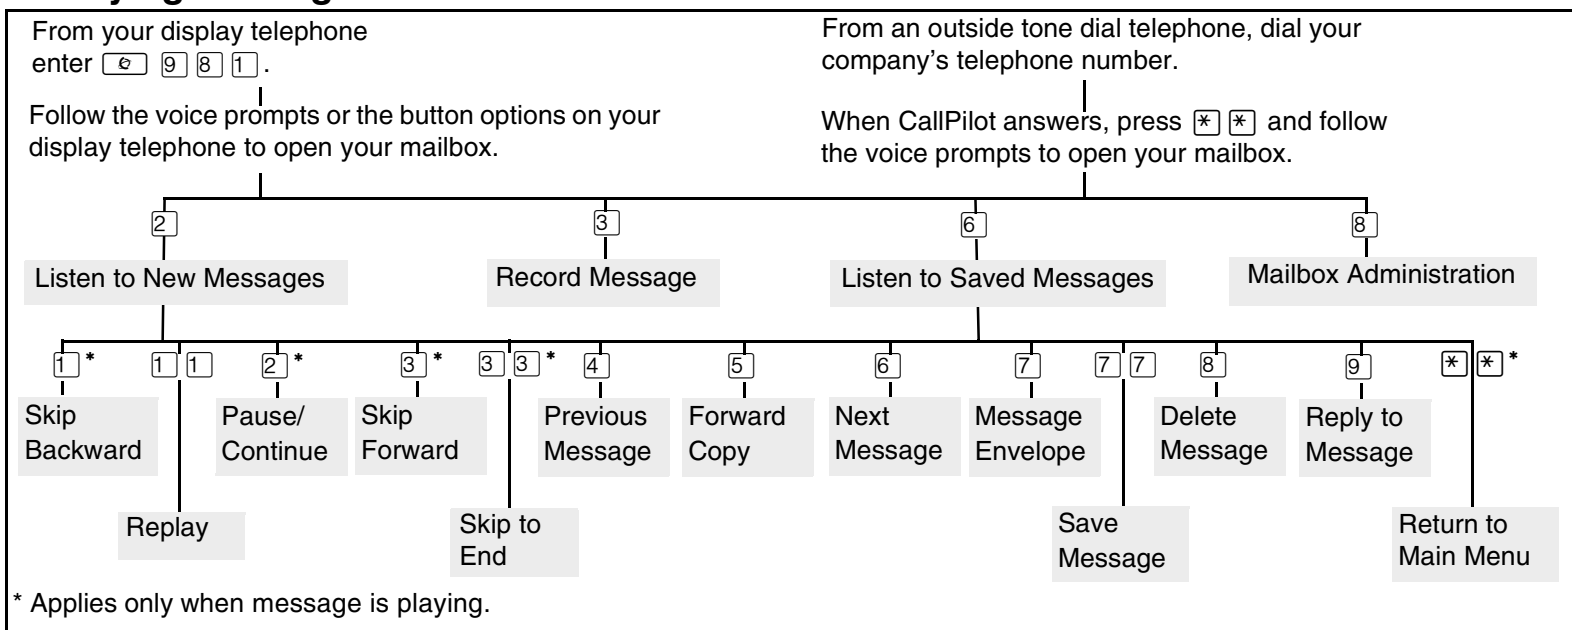 From your display telephone
enter 9 8 1.
Follow the voice prompts or the button options on your
display telephone to open your mailbox.
From an outside tone dial telephone, dial your
company's telephone number.
When CallPilot answers, press * * and follow
the voice prompts to open your mailbox.
2
3
6
8
Listen to New Messages
Record Message
Listen to Saved Messages
Mailbox Administration
1 *
1 1
2 *
3 *
3 3 *
4
5
6
7
7 7
8
9
* * *
Skip
Backward
Pause/
Continue
Skip
Forward
Previous
Message
Forward
Copy
Next
Message
Message
Envelope
Delete
Message
Reply to
Message
Replay
Skip to
End
Save
Message
Return to
Main Menu
* Applies only when message is playing.